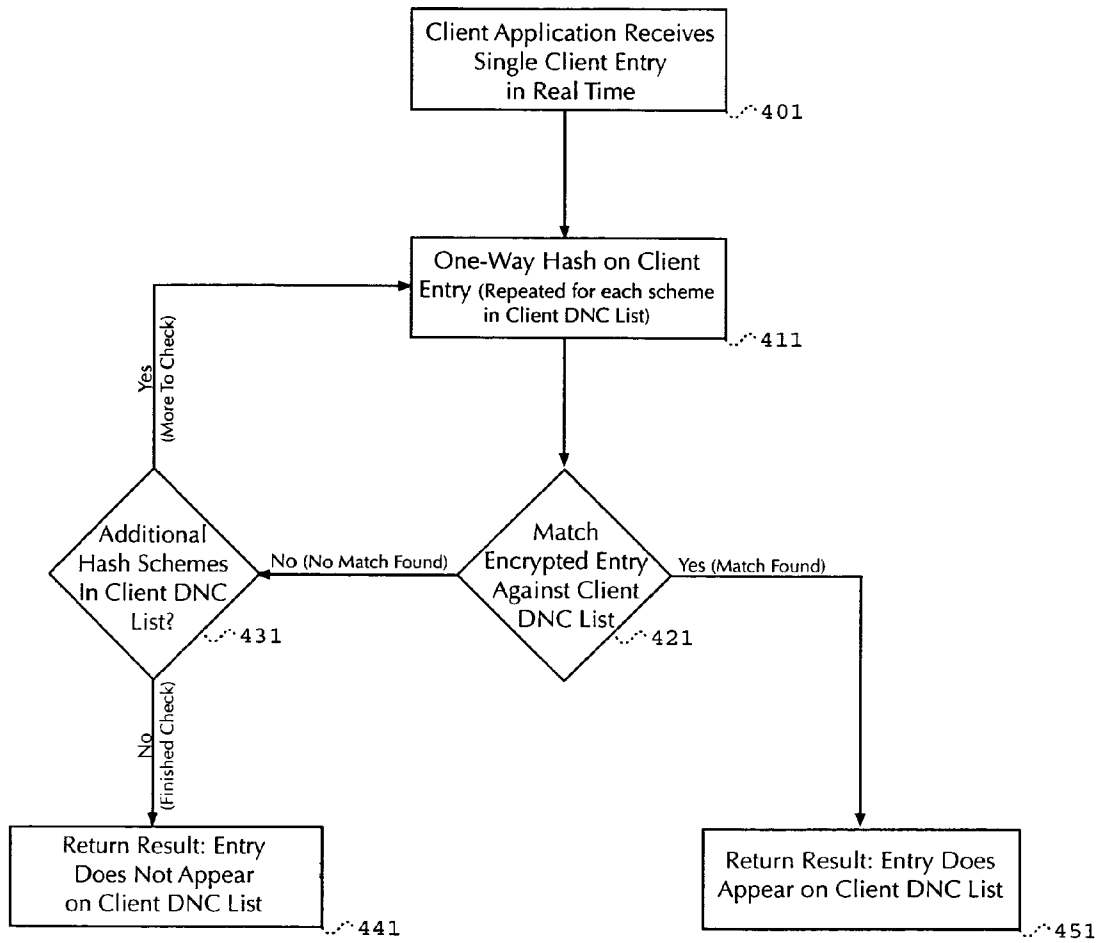 Client Application Receives
Single Client Entry
in Real Time
401
One-Way Hash on Client
Entry (Repeated for each scheme
in Client DNC List)
411
Yes
(More To Check)
Match
Encrypted Entry
Against Client
DNC List
421
No (No Match Found)
Yes (Match Found)
Additional
Hash Schemes
In Client DNC
List?
431
No
(Finished Check)
Return Result: Entry
Does Not Appear
on Client DNC List
441
Return Result: Entry Does
Appear on Client DNC List
451